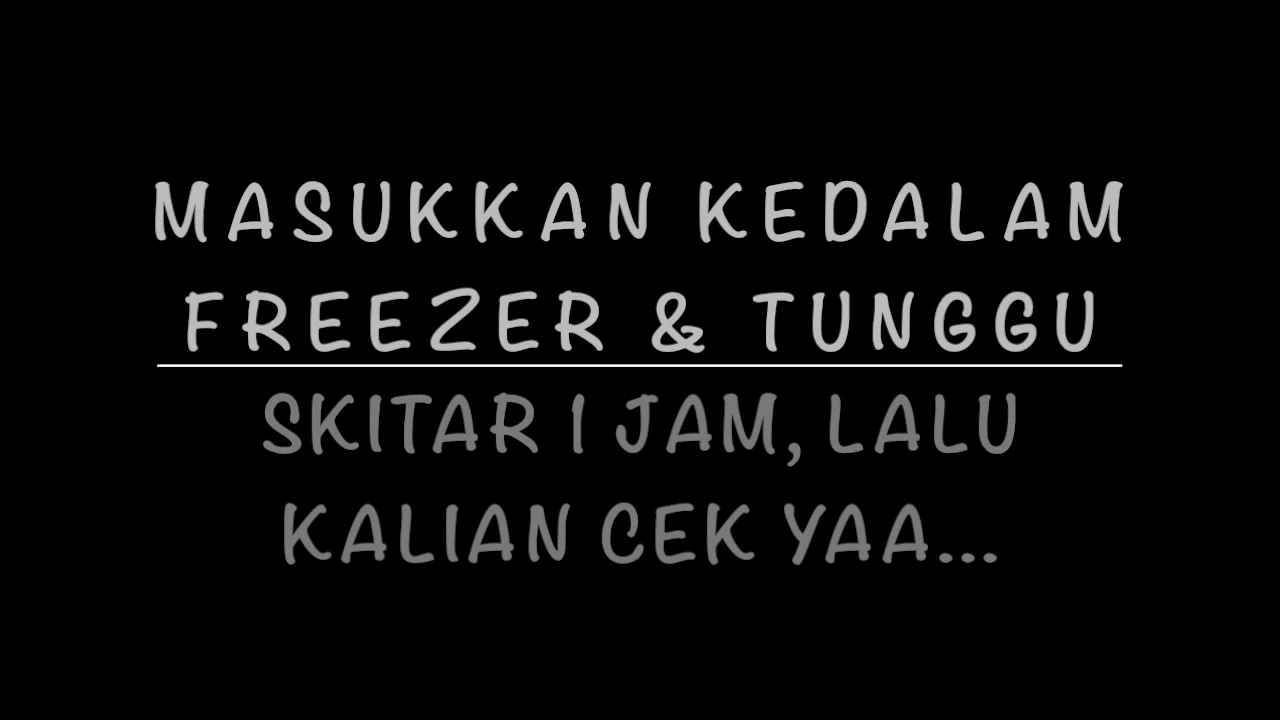 MASUKKAN KEDALAM
FREEZER & TUNGGU
SKITAR 1 JAM, LALU
KALIAN CEK YAA...